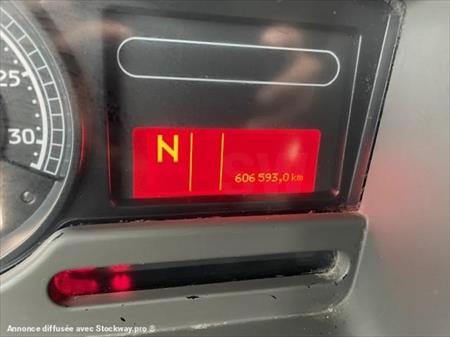 25
30
N
606 593,0 km
Annonce diffusée avec Stockway.pro ®